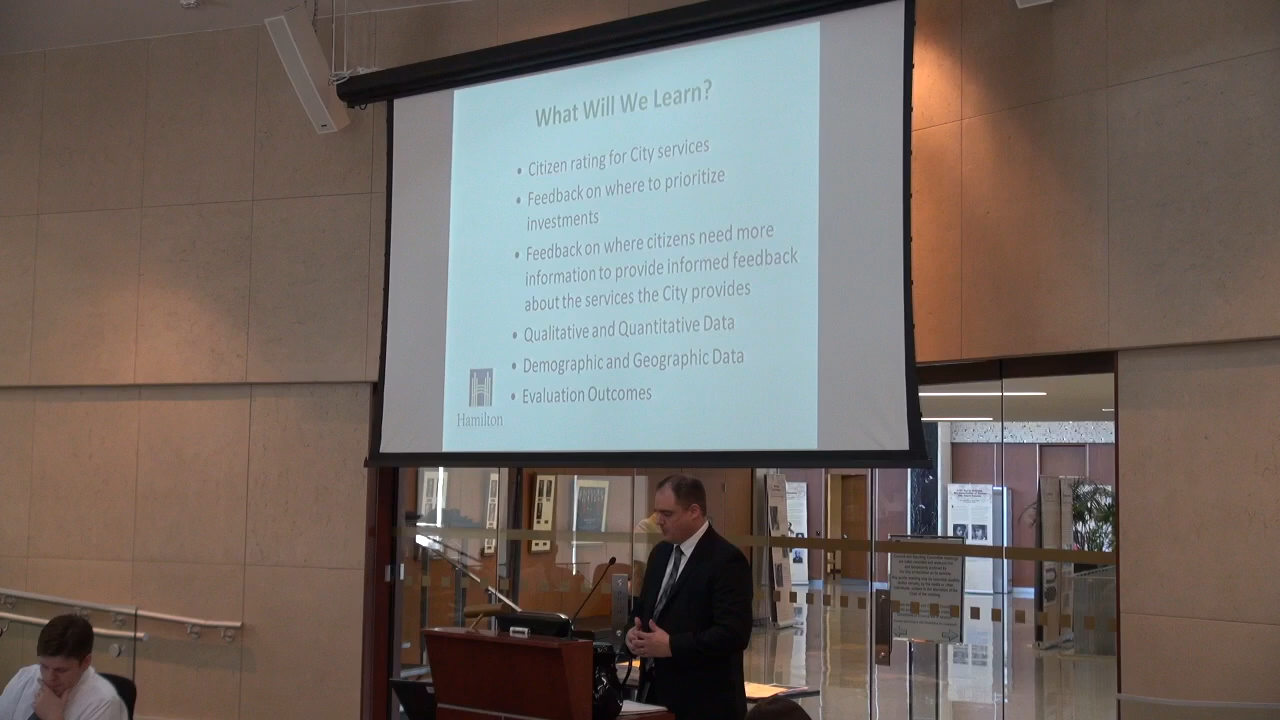 What Will We Learn?
• Citizen rating for City services
• Feedback on where to prioritize
investments
• Feedback on where citizens need more
information to provide informed feedback
about the services the City provides
• Qualitative and Quantitative Data
• Demographic and Geographic Data
• Evaluation Outcomes
Hamilton